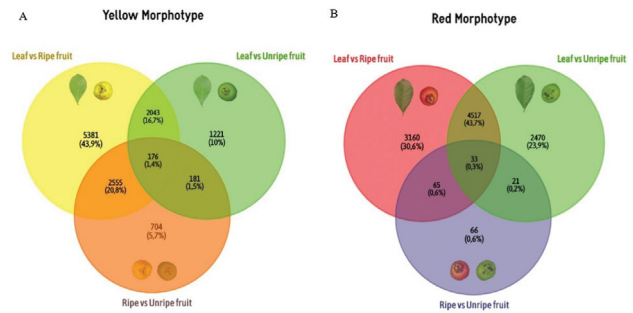 A
Yellow Morphotype
Leaf vs Ripe fruit
Leaf vs Unripe fruit
5381
(43,9%)
2043
(16,7%)
1221
(10%)
176
(1,4%)
2555
(20,8%)
181
(1,5%)
704
(5,7%)
Ripe vs Unripe fruit
B
Red Morphotype
Leaf vs Ripe fruit
Leaf vs Unripe fruit
3160
(30,6%)
4517
(43,7%)
2470
(23,9%)
33
(0,3%)
65
(0,6%)
21
(0,2%)
66
(0,6%)
Ripe vs Unripe fruit